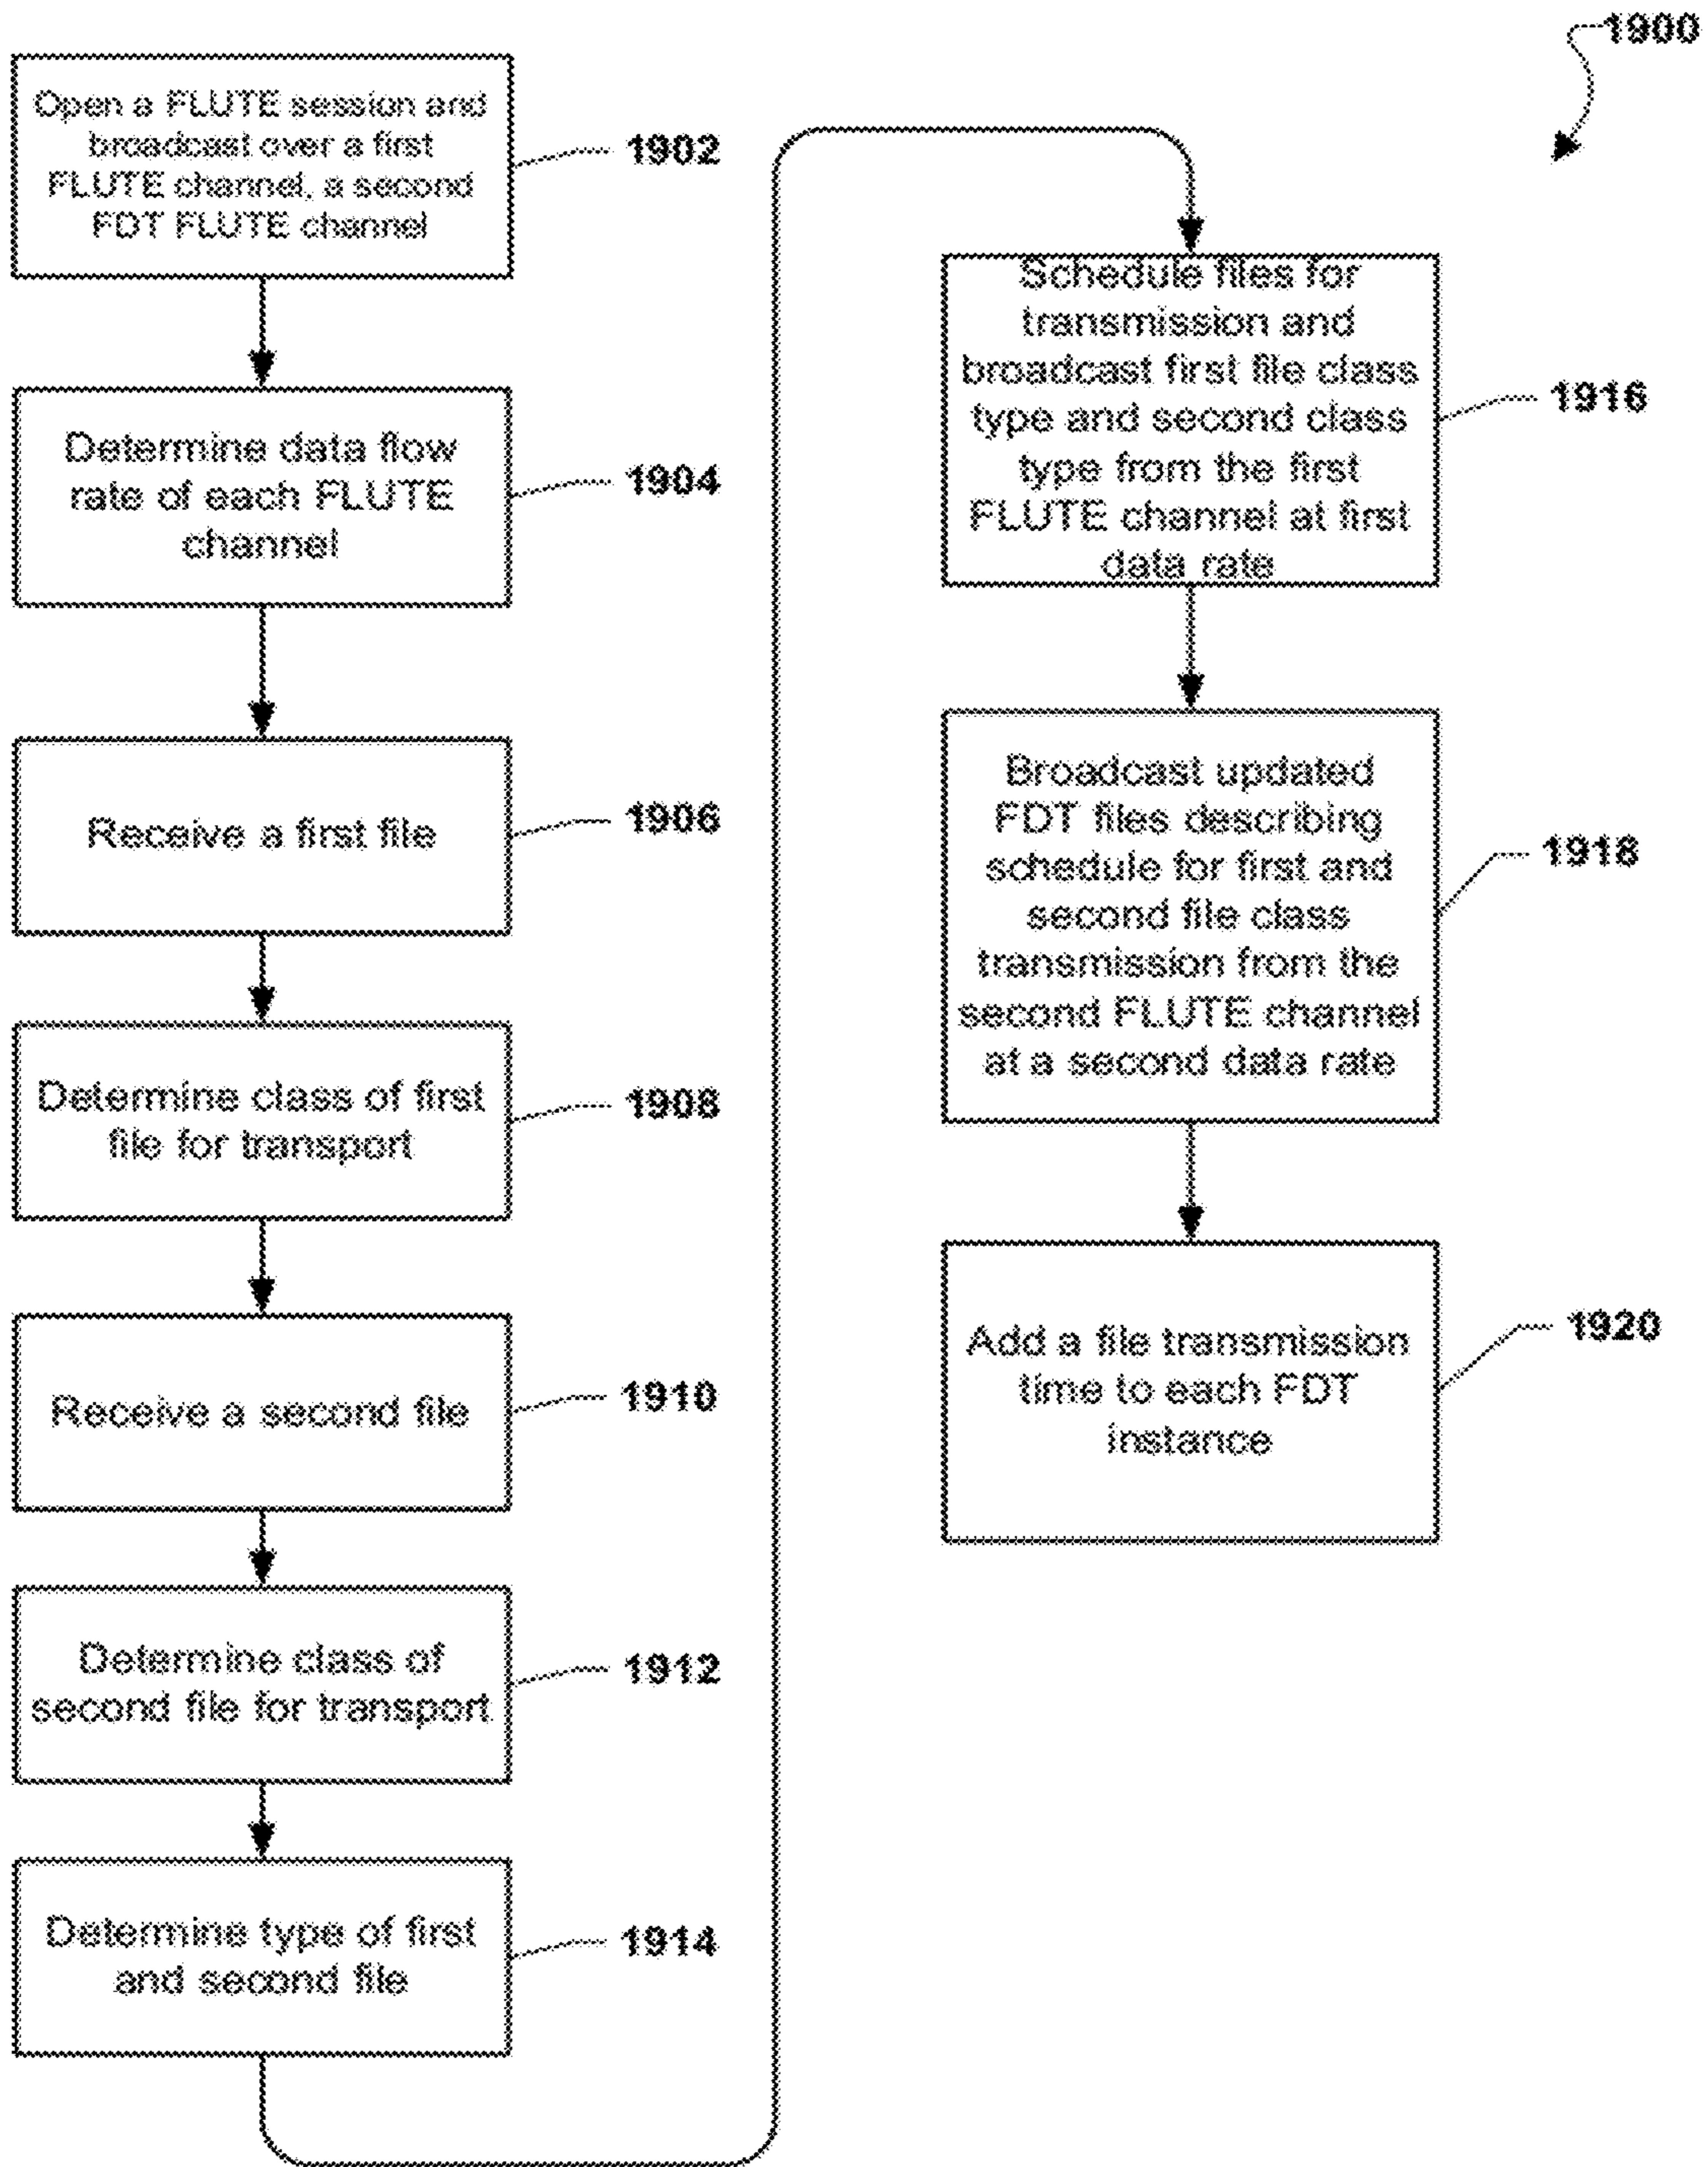 1900
Open a FLUTE session and
broadcast over a first
FLUTE channel, a second
FDT FLUTE channel
1902
Determine data flow
rate of each FLUTE
channel
1904
Receive a first file
1906
Determine class of first
file for transport
1908
Receive a second file
1910
Determine class of
second file for transport
1912
Determine type of first
and second file
1914
Schedule files for
transmission and
broadcast first file class
type and second class
type from the first
FLUTE channel at first
data rate
1916
Broadcast updated
FDT files describing
schedule for first and
second file class
transmission from the
second FLUTE channel
at a second data rate
1918
Add a file transmission
time to each FDT
instance
1920